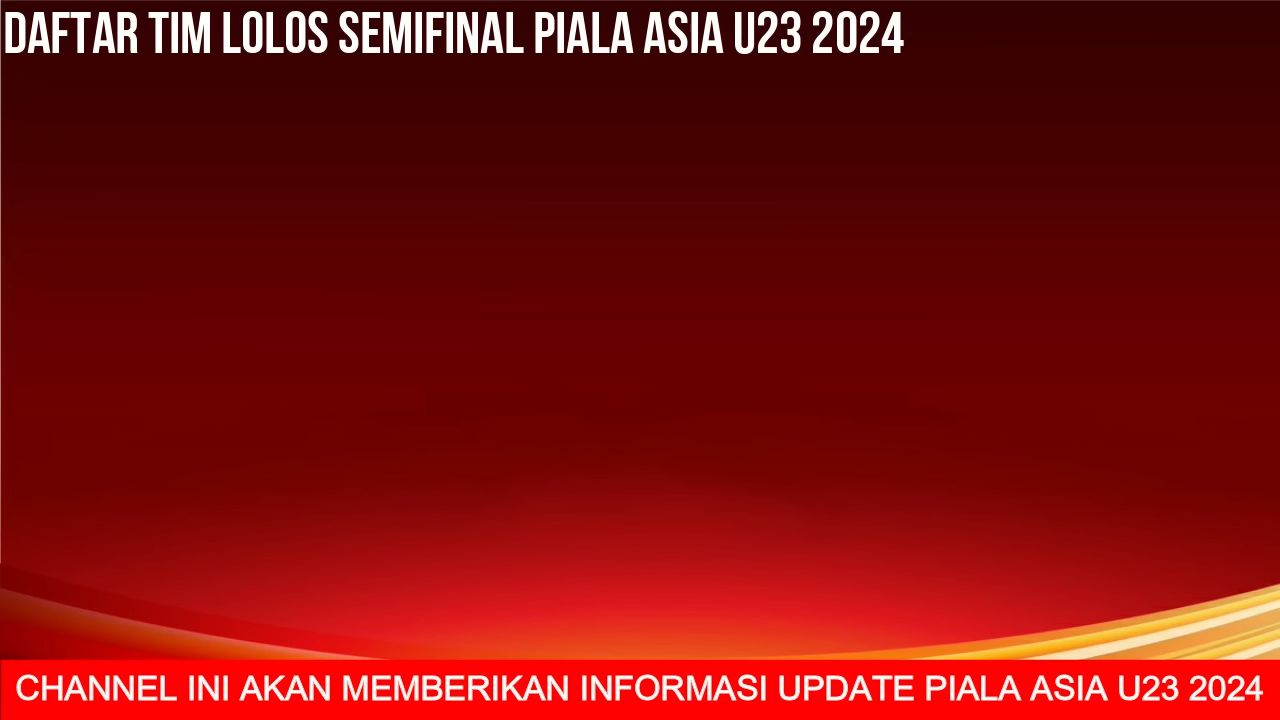 DAFTAR TIM LOLOS SEMIFINAL PIALA ASIA U23 2024
CHANNEL INI AKAN MEMBERIKAN INFORMASI UPDATE PIALA ASIA U23 2024